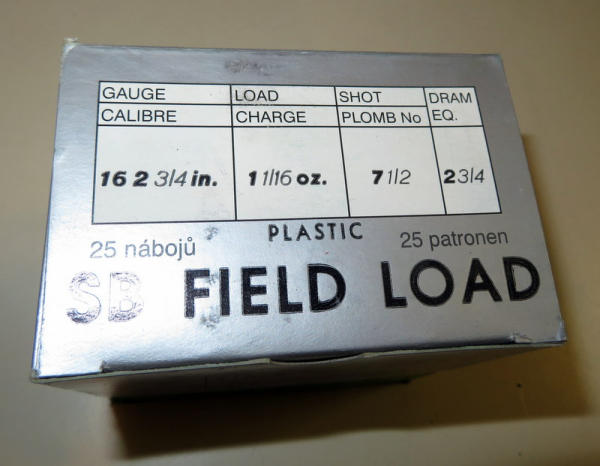 GAUGE LOAD SHOT DRAM
CALIBRE CHARGE PLOMB No EQ.
16 2 3/4 in. 1 1/16 oz. 7 1/2 2 3/4
PLASTIC
25 nábojů 25 patronen
SB FIELD LOAD